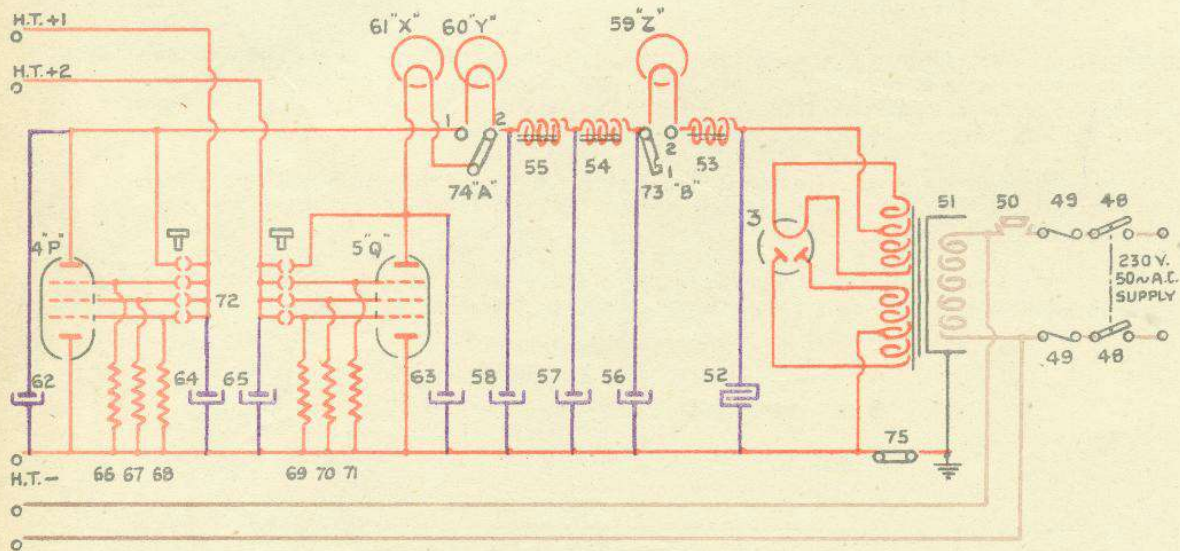 H.T.+1
H.T.+2
61 "X" 60 "Y" 59 "Z"
1 2
55 54
2 1
53
74 "A" 73 "B"
3
51 50 49 48
230 V.
50~A.C.
SUPPLY
49 48
4 "P" 5 "Q"
72
62 64 65 63 58 57 56 52
75
66 67 68 69 70 71
H.T.-